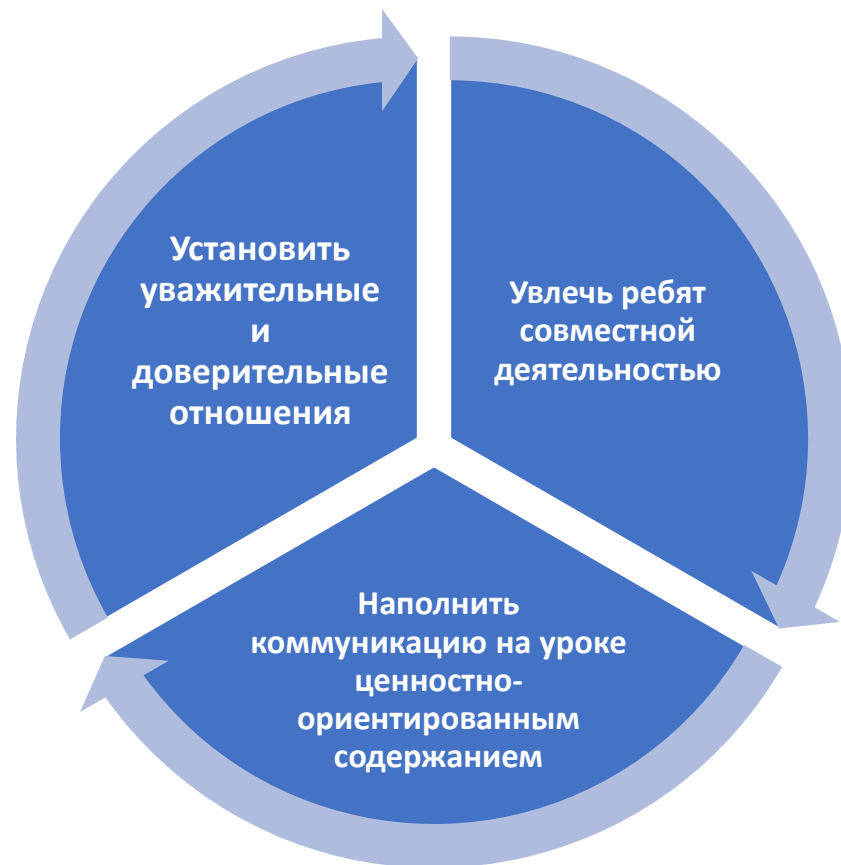 Установить
уважительные
и
доверительные
отношения
Увлечь ребят
совместной
деятельностью
Наполнить
коммуникацию на уроке
ценностно-
ориентированным
содержанием